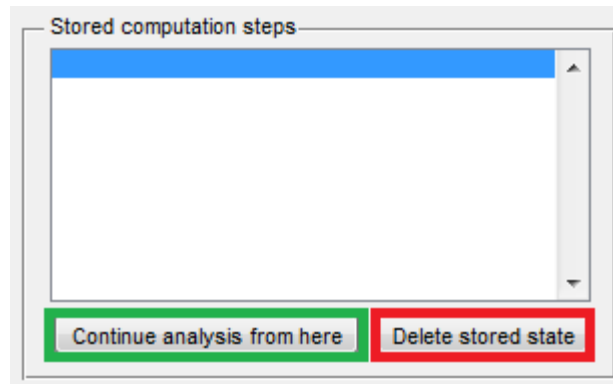 Stored computation steps
Continue analysis from here
Delete stored state